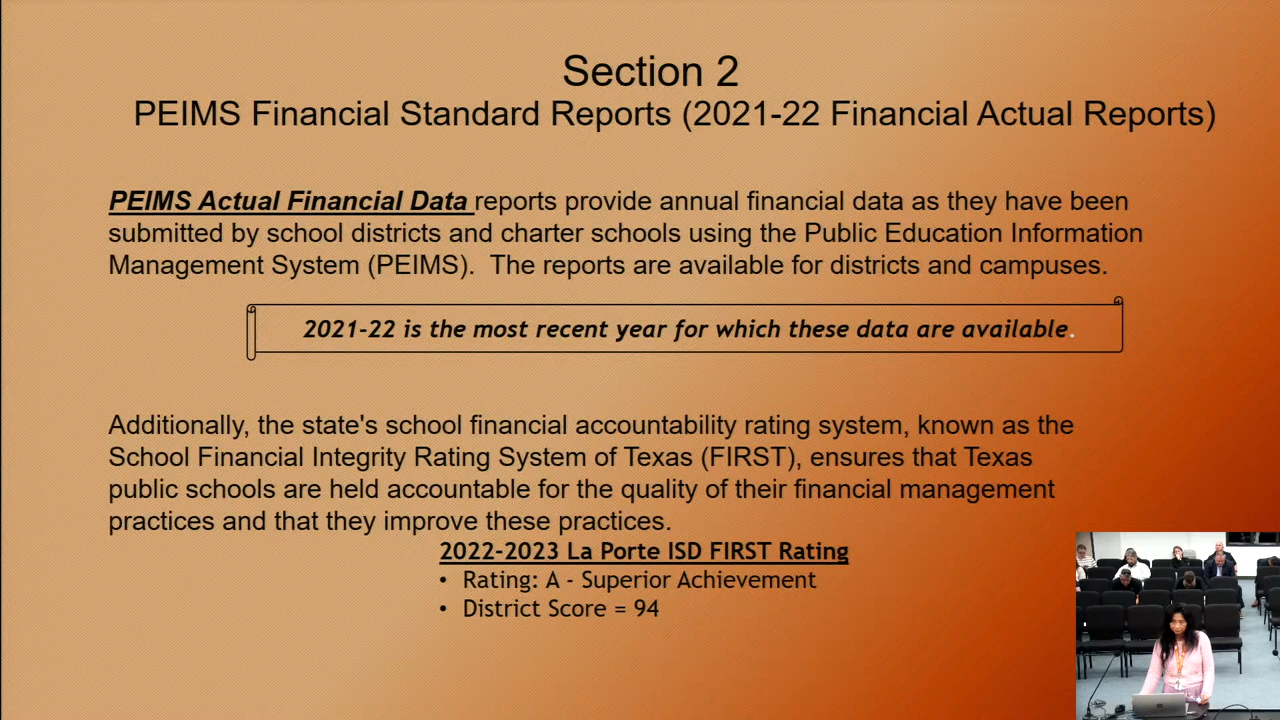 Section 2
PEIMS Financial Standard Reports (2021-22 Financial Actual Reports)
PEIMS Actual Financial Data reports provide annual financial data as they have been
submitted by school districts and charter schools using the Public Education Information
Management System (PEIMS).  The reports are available for districts and campuses.
2021-22 is the most recent year for which these data are available.
Additionally, the state's school financial accountability rating system, known as the
School Financial Integrity Rating System of Texas (FIRST), ensures that Texas
public schools are held accountable for the quality of their financial management
practices and that they improve these practices.
2022-2023 La Porte ISD FIRST Rating
• Rating: A - Superior Achievement
• District Score = 94